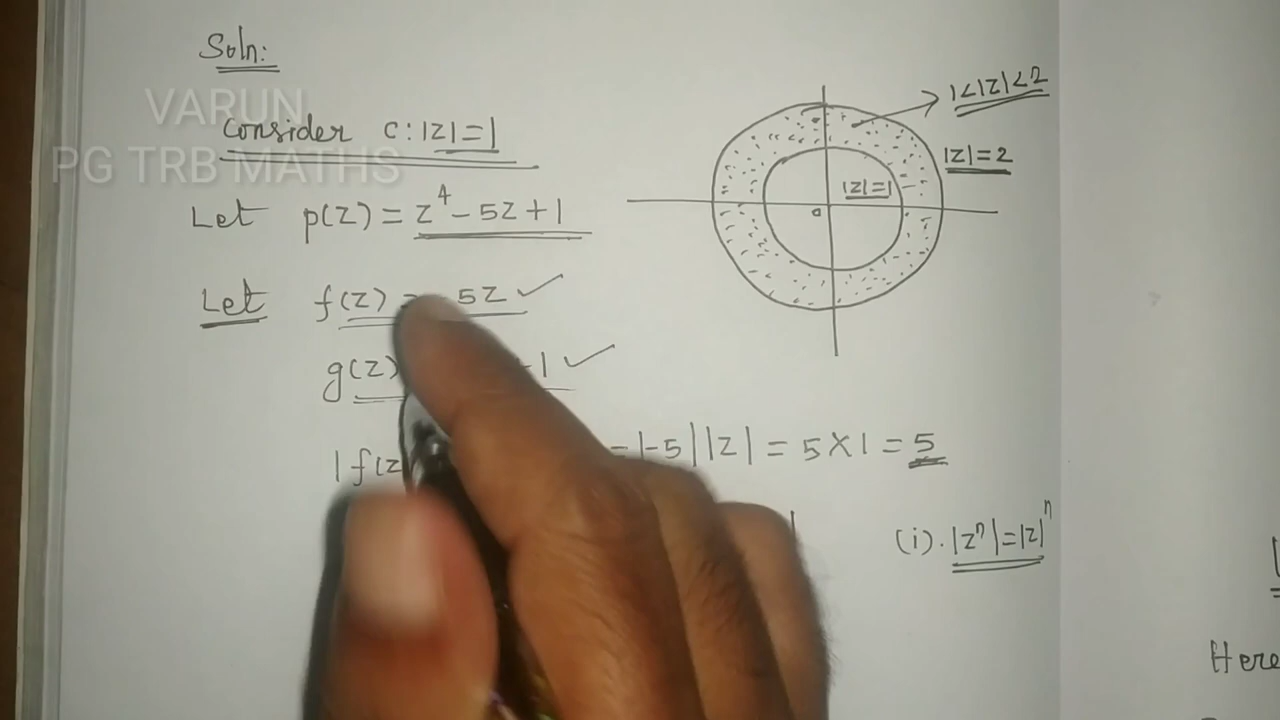 Soln:
VARUN
Consider C: |z|=1
PG TRB MATHS
Let p(z) = z⁴ - 5z + 1
Let f(z) = - 5z ✓
g(z) 1 ✓
|f(z = |-5| |z| = 5 × 1 = 5
(i). |zⁿ| = |z|ⁿ
1<|z|<2
|z|=2
|z|=1
Here